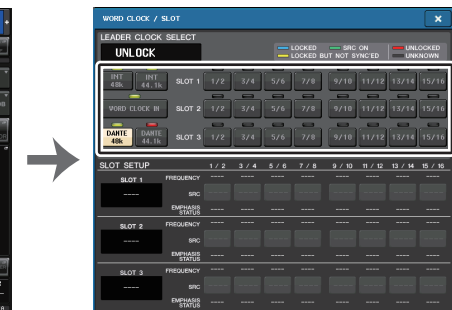 WORD CLOCK / SLOT
LEADER CLOCK SELECT
UNLOCK
LOCKED SRC ON UNLOCKED
LOCKED BUT NOT SYNC'ED UNKNOWN
INT 48k INT 44.1k SLOT 1 1/2 3/4 5/6 7/8 9/10 11/12 13/14 15/16
WORD CLOCK IN SLOT 2 1/2 3/4 5/6 7/8 9/10 11/12 13/14 15/16
DANTE 48k DANTE 44.1k SLOT 3 1/2 3/4 5/6 7/8 9/10 11/12 13/14 15/16
SLOT SETUP 1 / 2 3 / 4 5 / 6 7 / 8 9 / 10 11 / 12 13 / 14 15 / 16
SLOT 1 FREQUENCY ---- ---- ---- ---- ---- ---- ---- ----
---- SRC ---- ---- ---- ---- ---- ---- ---- ----
EMPHASIS STATUS ---- ---- ---- ---- ---- ---- ---- ----
SLOT 2 FREQUENCY ---- ---- ---- ---- ---- ---- ---- ----
---- SRC ---- ---- ---- ---- ---- ---- ---- ----
EMPHASIS STATUS ---- ---- ---- ---- ---- ---- ---- ----
SLOT 3 FREQUENCY ---- ---- ---- ---- ---- ---- ---- ----
---- SRC ---- ---- ---- ---- ---- ---- ---- ----
EMPHASIS STATUS ---- ---- ---- ---- ---- ---- ---- ----